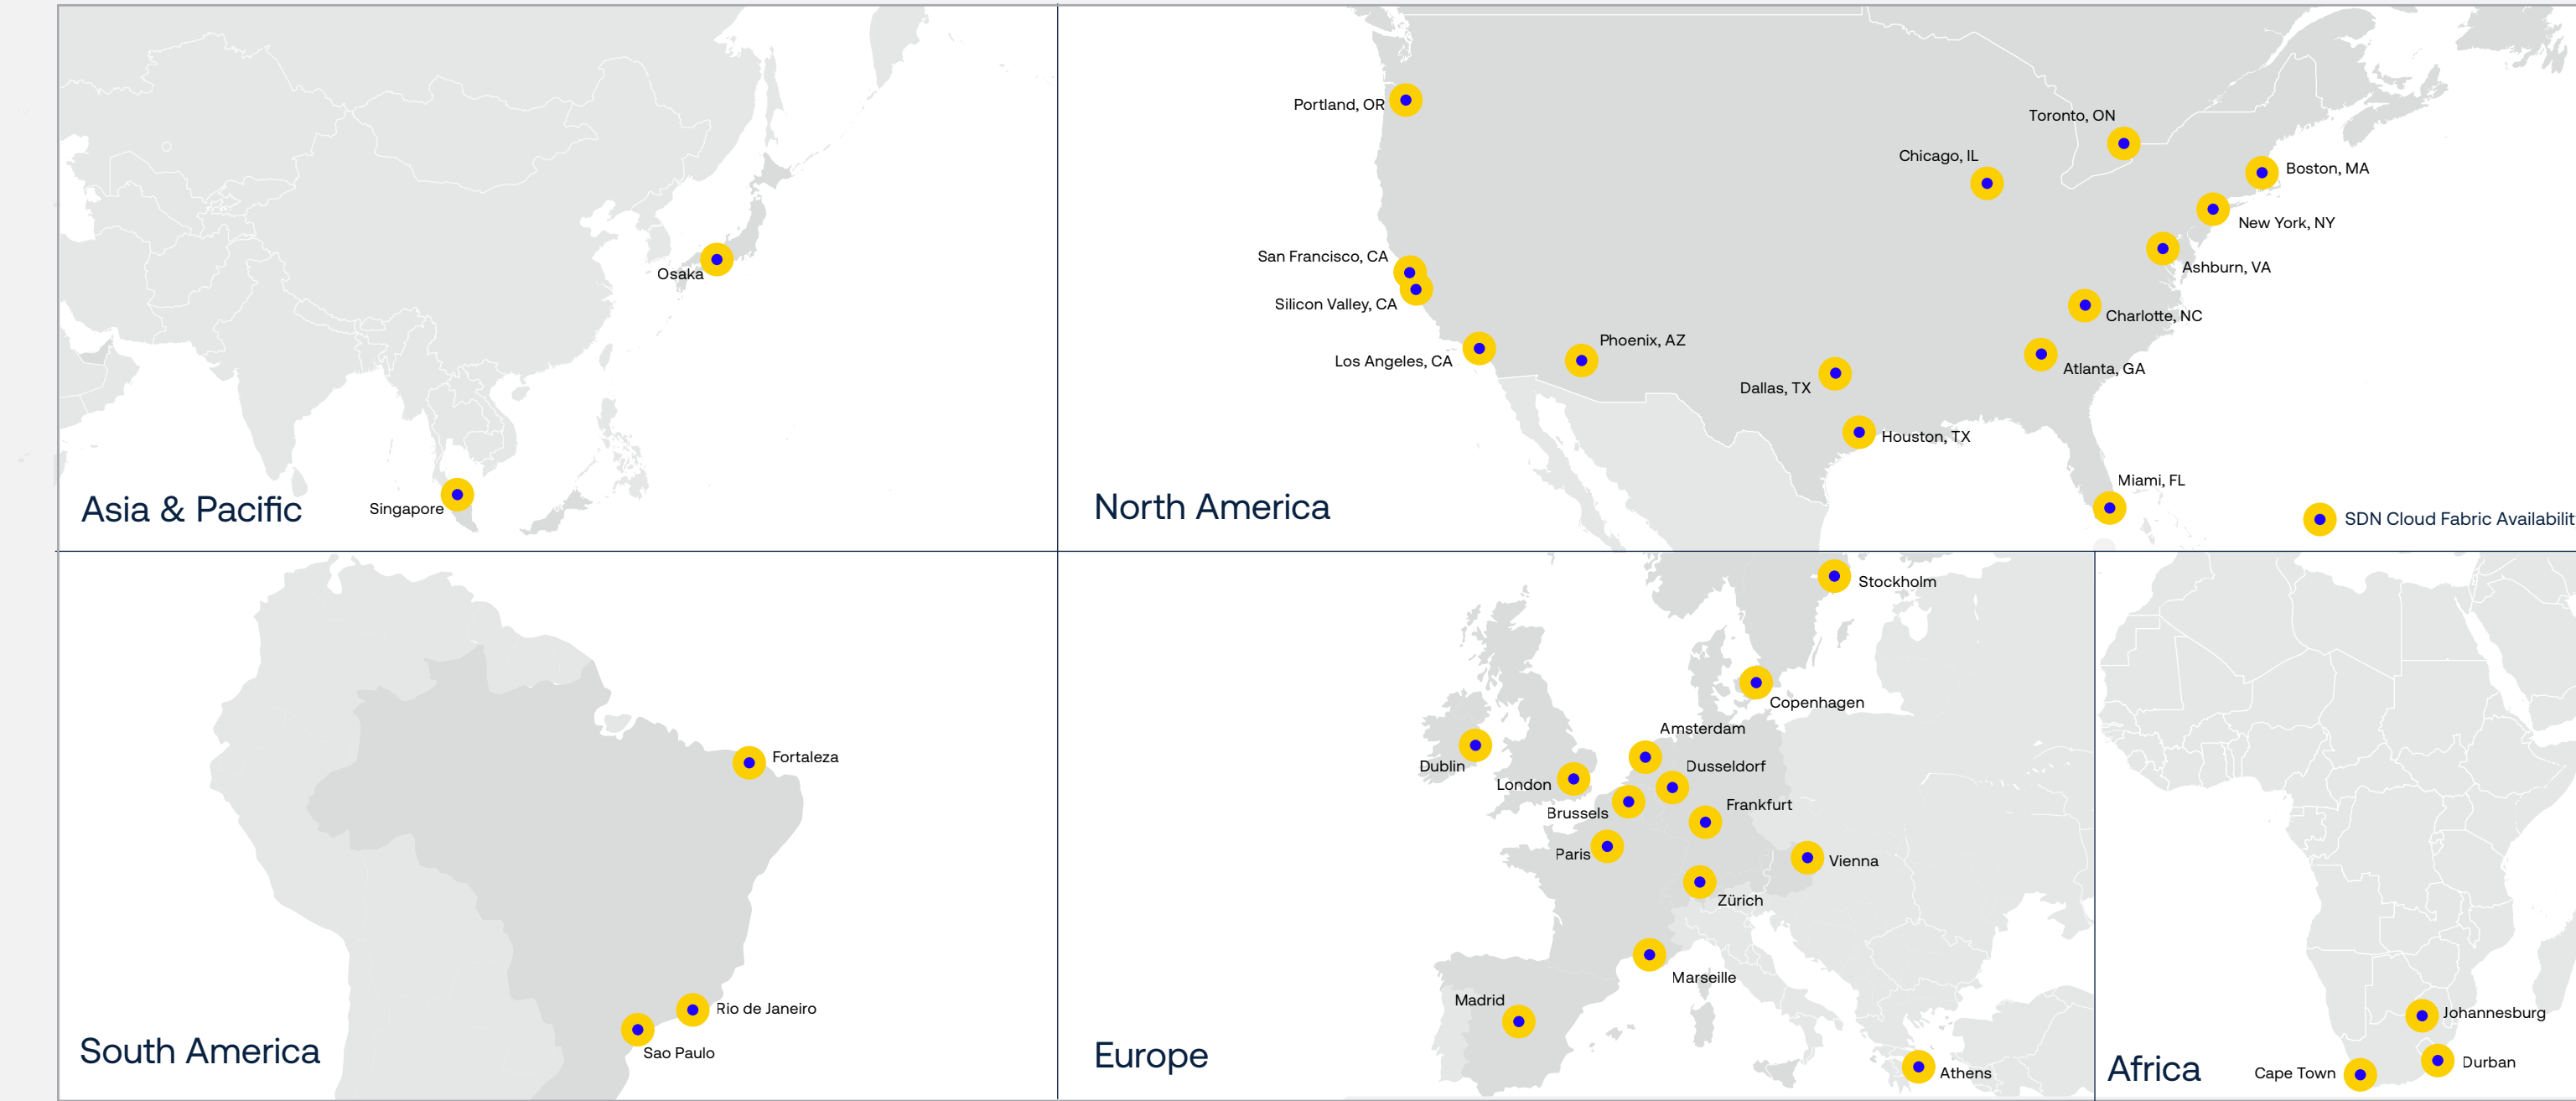 Osaka
Singapore
Asia & Pacific
Portland, OR
Toronto, ON
Chicago, IL
Boston, MA
New York, NY
San Francisco, CA
Ashburn, VA
Silicon Valley, CA
Charlotte, NC
Phoenix, AZ
Los Angeles, CA
Atlanta, GA
Dallas, TX
Houston, TX
Miami, FL
North America
SDN Cloud Fabric Availabilit
Fortaleza
Rio de Janeiro
Sao Paulo
South America
Stockholm
Copenhagen
Amsterdam
Dublin
Dusseldorf
London
Frankfurt
Brussels
Paris
Vienna
Zürich
Marseille
Madrid
Athens
Europe
Johannesburg
Durban
Cape Town
Africa